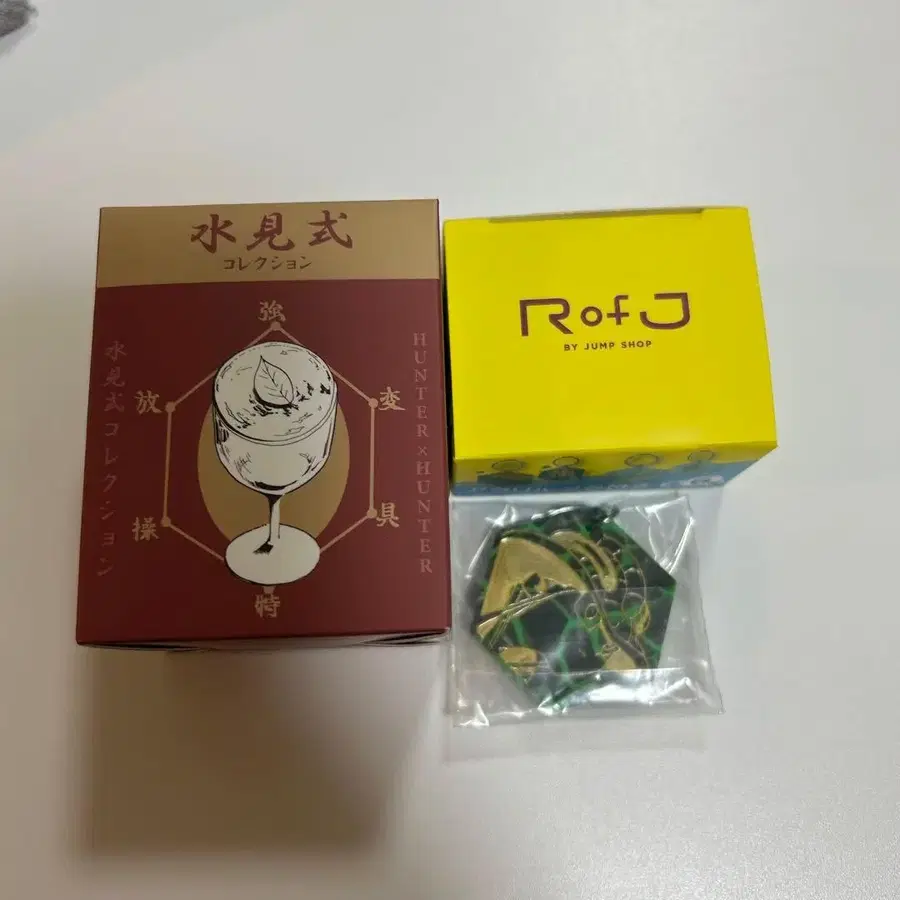 水見式
コレクション
強
放
変
操
具
特
水見式コレクション
HUNTER×HUNTER
R of J
BY JUMP SHOP